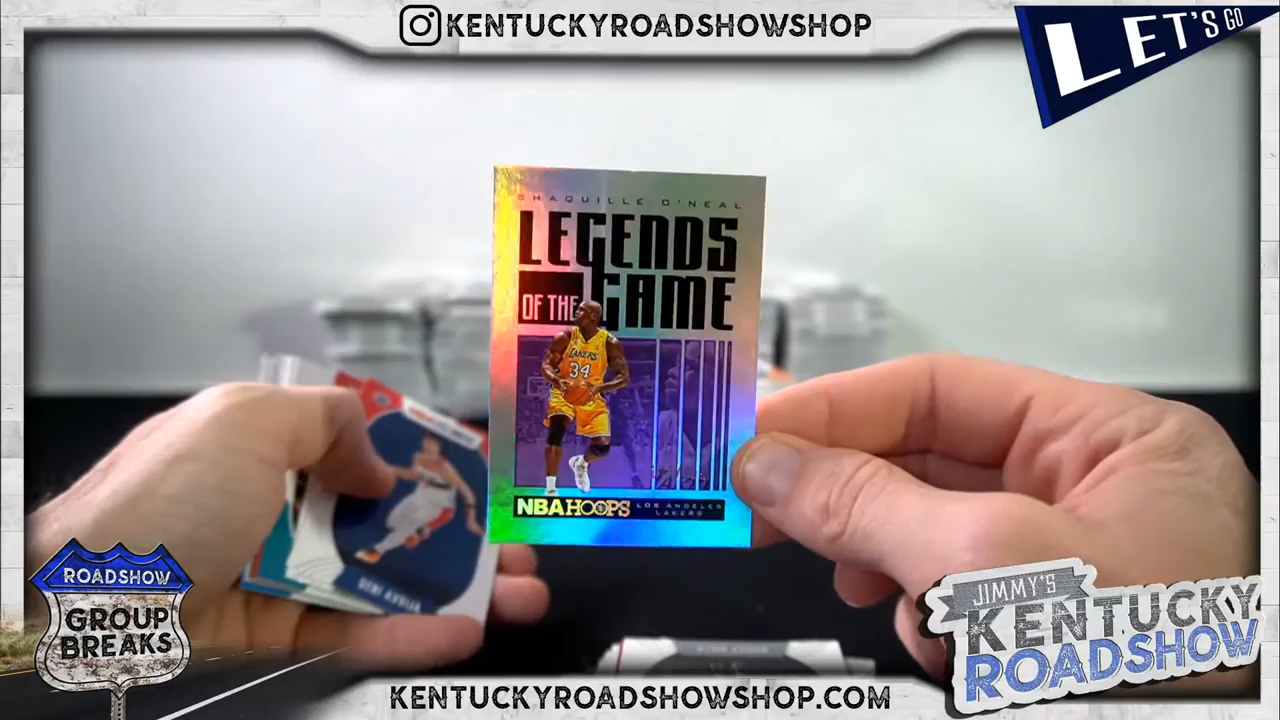 KENTUCKYROADSHOWSHOP
LET'S GO
SHAQUILLE O'NEAL
LEGENDS
OF THE GAME
LAKERS
34
NBA HOOPS
LOS ANGELES
LAKERS
DENI AVDIJA
ROADSHOW
GROUP
BREAKS
JIMMY'S
KENTUCKY
ROADSHOW
KENTUCKYROADSHOWSHOP.COM